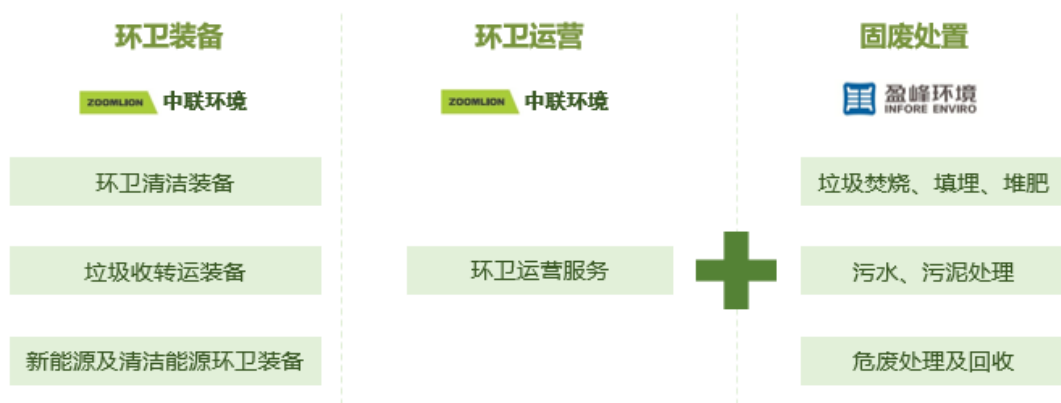 环卫装备
环卫运营
固废处置
ZOOMLION 中联环境
ZOOMLION 中联环境
盈峰环境
INFORE ENVIRO
环卫清洁装备
垃圾焚烧、填埋、堆肥
垃圾收转运装备
环卫运营服务
污水、污泥处理
新能源及清洁能源环卫装备
危废处理及回收